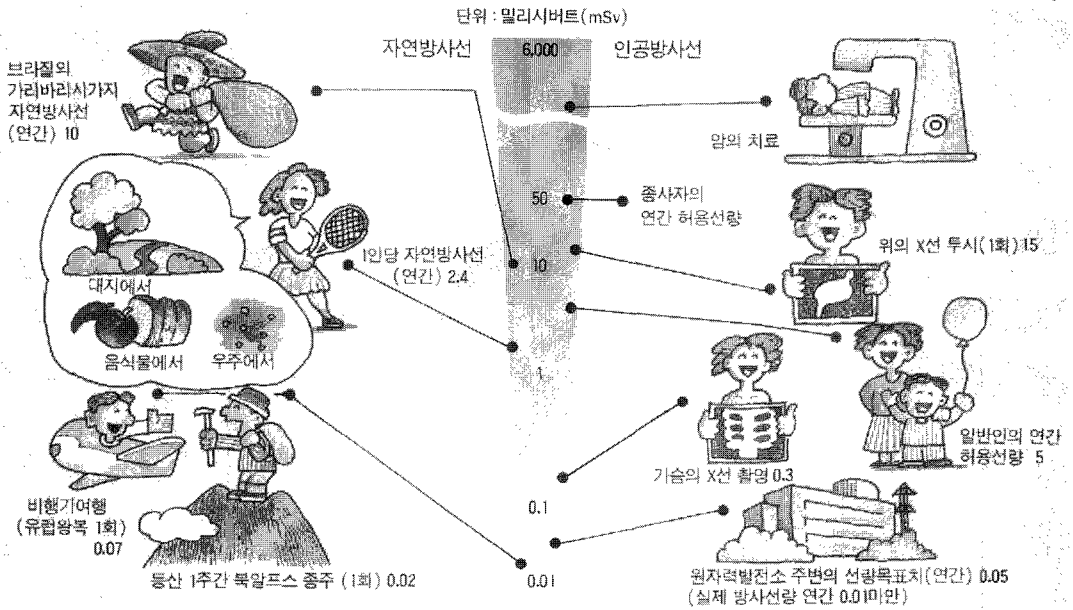 단위 : 밀리시버트(mSv)
자연방사선
6,000
인공방사선
브라질의
가리바리시가지
자연방사선
(연간) 10
암의 치료
50
종사자의
연간 허용선량
위의 X선 투시(1회) 15
1인당 자연방사선
(연간) 2.4
10
대지에서
음식물에서
우주에서
1
일반인의 연간
허용선량 5
가슴의 X선 촬영 0.3
비행기여행
(유럽왕복 1회)
0.07
0.1
등산 1주간 북알프스 종주 (1회) 0.02
0.01
원자력발전소 주변의 선량목표치(연간) 0.05
(실제 방사선량 연간 0.01미만)